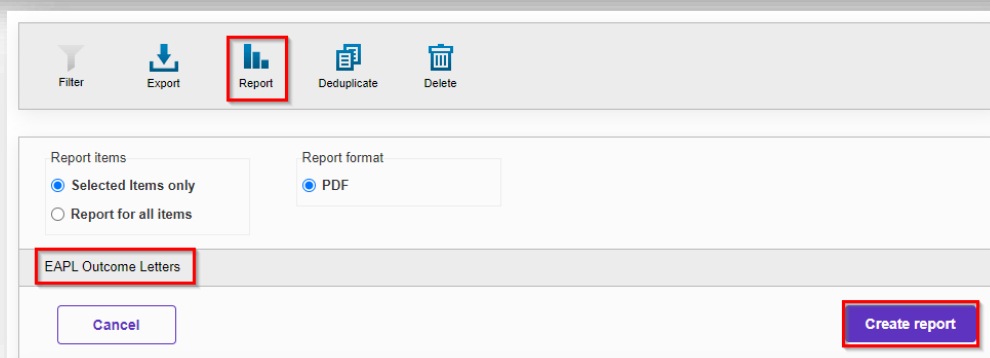 Filter Export Report Deduplicate Delete
Report items Report format
Selected Items only PDF
Report for all items
EAPL Outcome Letters
Cancel Create report